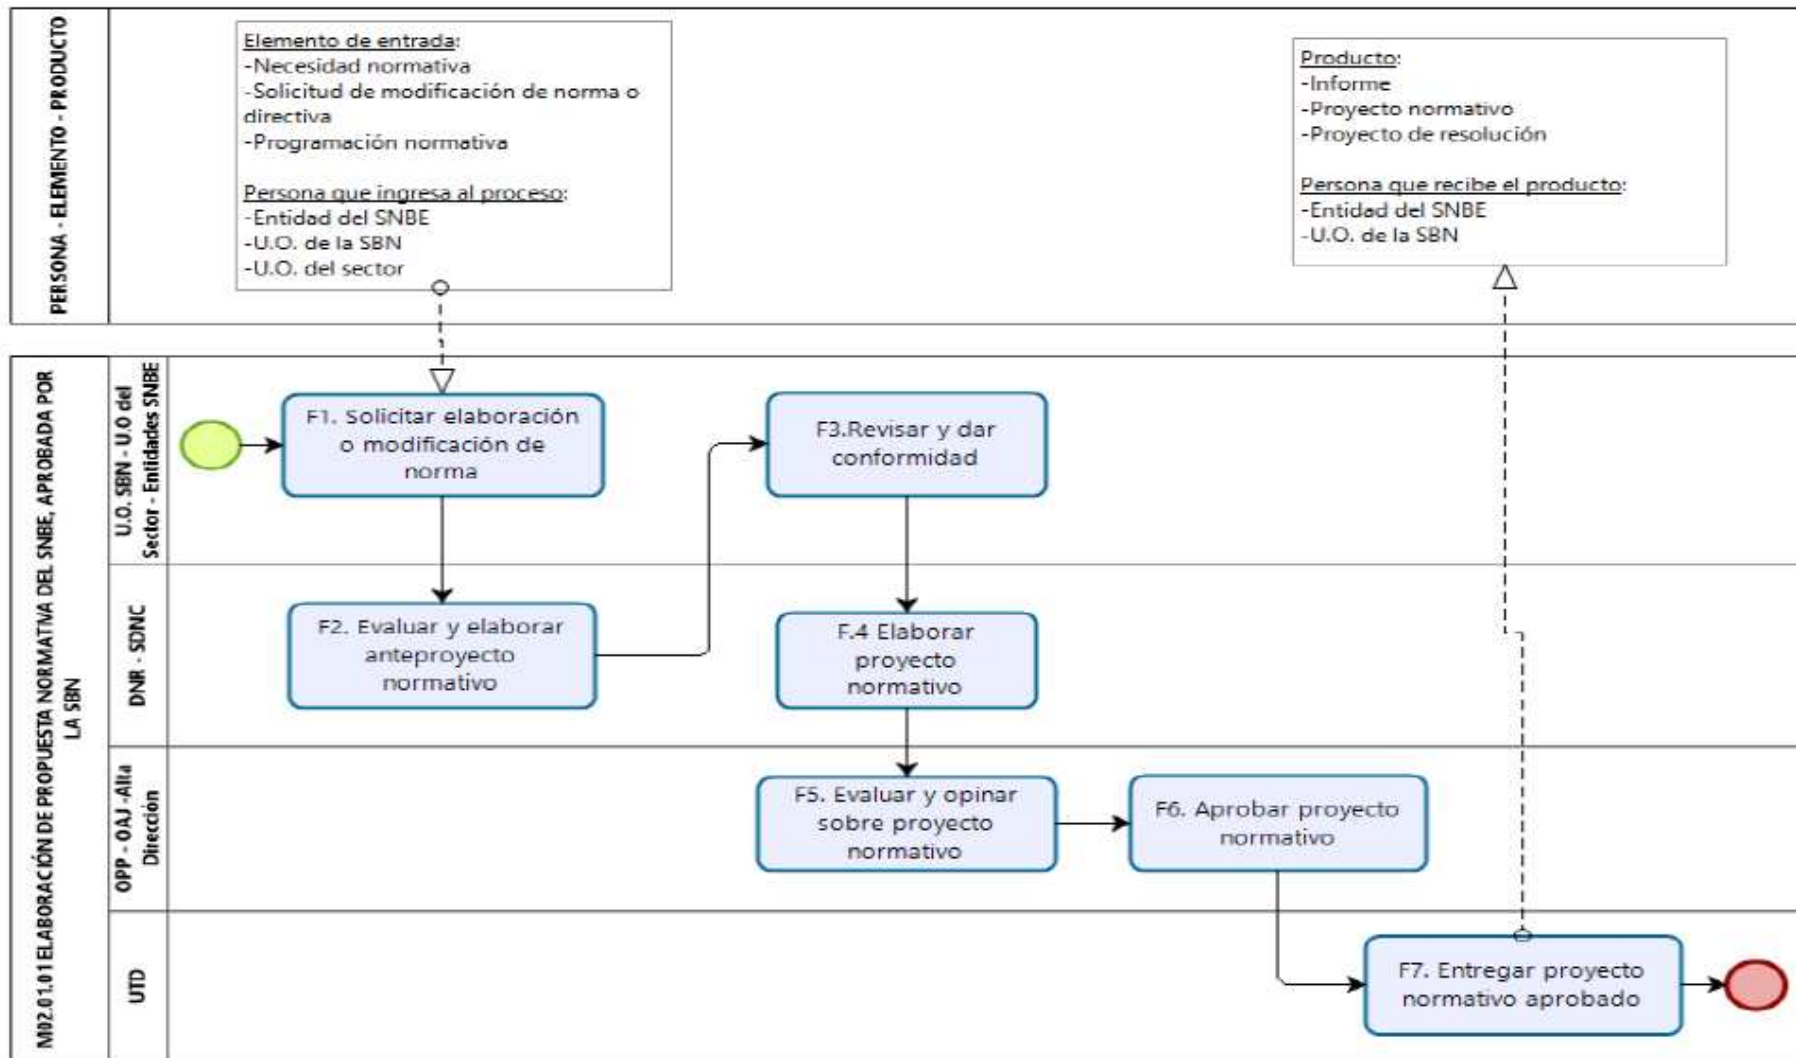 PERSONA - ELEMENTO - PRODUCTO
Elemento de entrada:
-Necesidad normativa
-Solicitud de modificación de norma o
directiva
-Programación normativa
Persona que ingresa al proceso:
-Entidad del SNBE
-U.O. de la SBN
-U.O. del sector
Producto:
-Informe
-Proyecto normativo
-Proyecto de resolución
Persona que recibe el producto:
-Entidad del SNBE
-U.O. de la SBN
M02.01.01 ELABORACIÓN DE PROPUESTA NORMATIVA DEL SNBE, APROBADA POR
LA SBN
U.O. SBN - U.O del
Sector - Entidades SNBE
F1. Solicitar elaboración
o modificación de
norma
F3.Revisar y dar
conformidad
DNR - SDNC
F2. Evaluar y elaborar
anteproyecto
normativo
F.4 Elaborar
proyecto
normativo
OPP - OAJ -Alta
Dirección
F5. Evaluar y opinar
sobre proyecto
normativo
F6. Aprobar proyecto
normativo
UTD
F7. Entregar proyecto
normativo aprobado